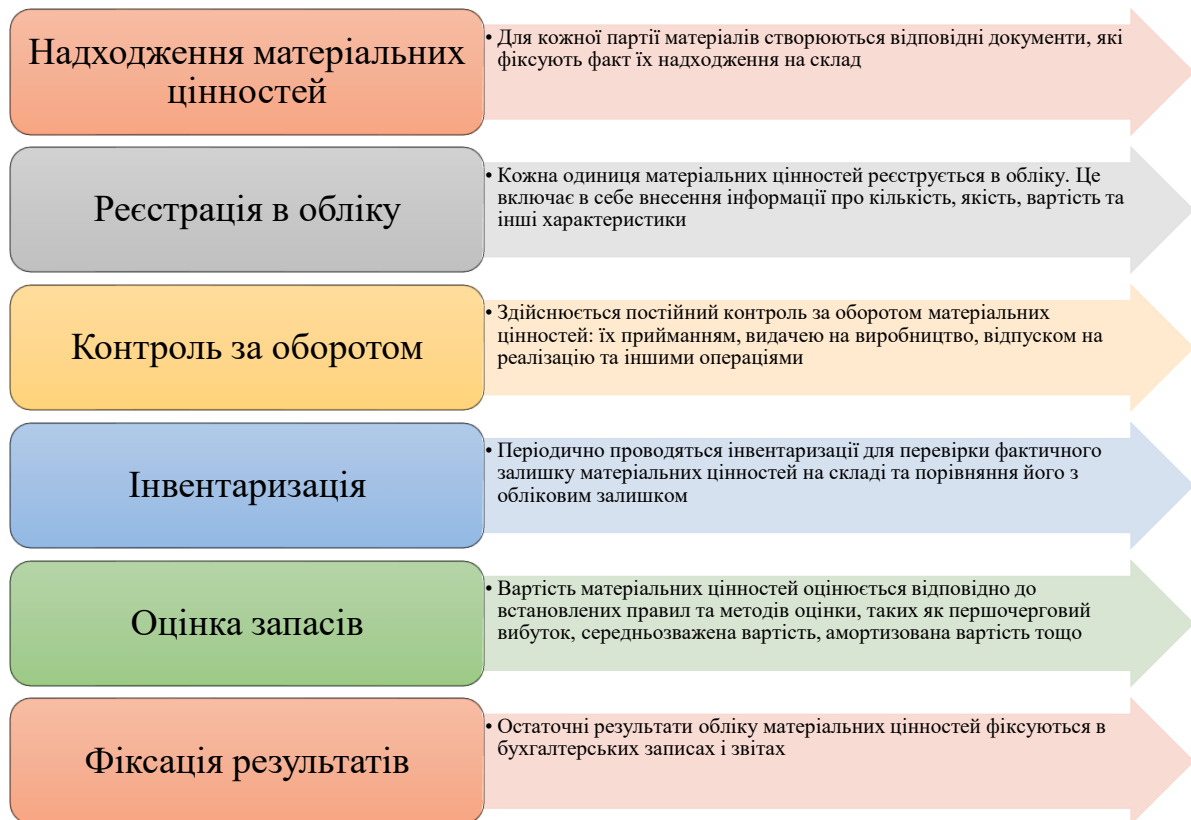 Надходження матеріальних
цінностей
• Для кожної партії матеріалів створюються відповідні документи, які
фіксують факт їх надходження на склад
Реєстрація в обліку
• Кожна одиниця матеріальних цінностей реєструється в обліку. Це
включає в себе внесення інформації про кількість, якість, вартість та
інші характеристики
Контроль за оборотом
• Здійснюється постійний контроль за оборотом матеріальних
цінностей: їх прийманням, видачею на виробництво, відпуском на
реалізацію та іншими операціями
Інвентаризація
• Періодично проводяться інвентаризації для перевірки фактичного
залишку матеріальних цінностей на складі та порівняння його з
обліковим залишком
Оцінка запасів
• Вартість матеріальних цінностей оцінюється відповідно до
встановлених правил та методів оцінки, таких як першочерговий
вибуток, середньозважена вартість, амортизована вартість тощо
Фіксація результатів
• Остаточні результати обліку матеріальних цінностей фіксуються в
бухгалтерських записах і звітах